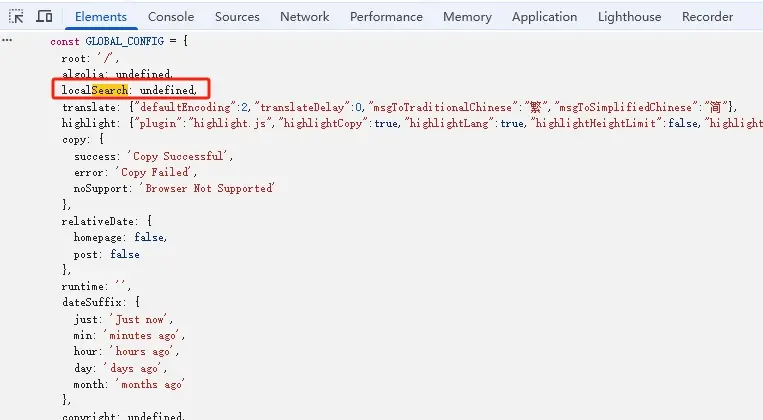 Elements Console Sources Network Performance Memory Application Lighthouse Recorder
... const GLOBAL_CONFIG = {
root: '/',
algolia: undefined,
localSearch: undefined,
translate: {"defaultEncoding":2,"translateDelay":0,"msgToTraditionalChinese":"繁","msgToSimplifiedChinese":"简"},
highlight: {"plugin":"highlight.js","highlightCopy":true,"highlightLang":true,"highlightHeightLimit":false,"highlight
copy: {
success: 'Copy Successful',
error: 'Copy Failed',
noSupport: 'Browser Not Supported'
},
relativeDate: {
homepage: false,
post: false
},
runtime: '',
dateSuffix: {
just: 'Just now',
min: 'minutes ago',
hour: 'hours ago',
day: 'days ago',
month: 'months ago'
},
copyright: undefined,